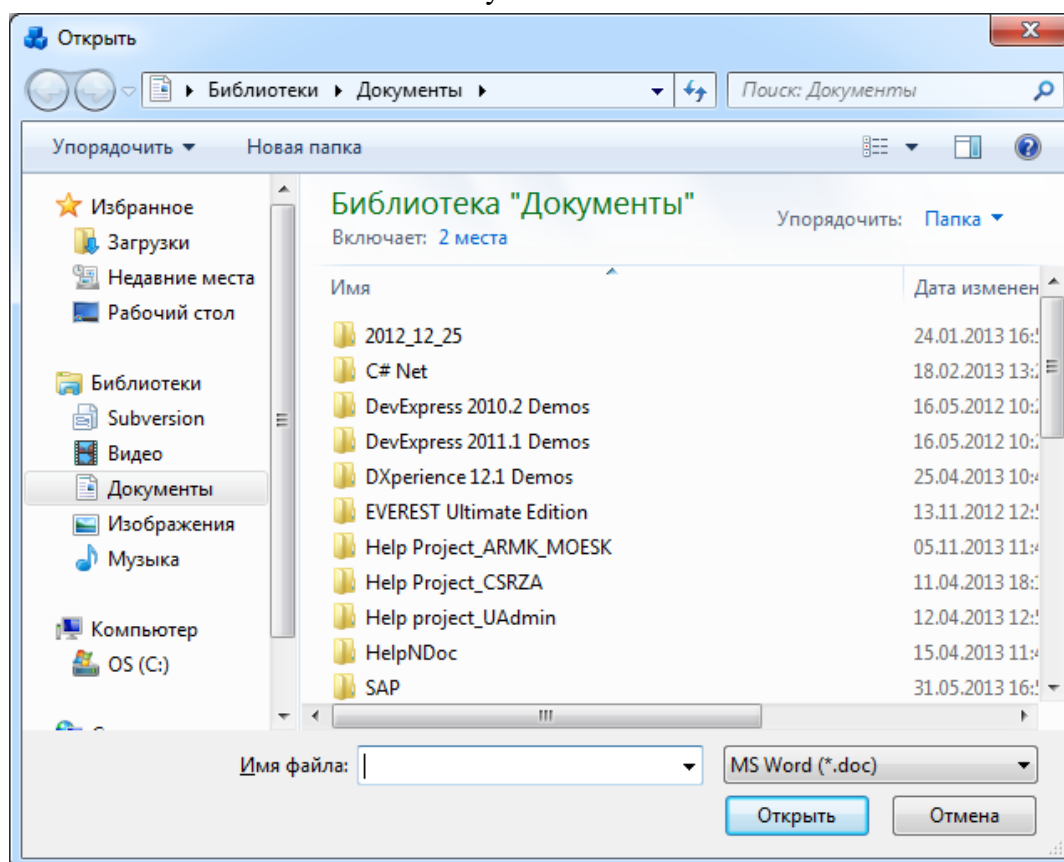 Открыть
Библиотеки Документы
Поиск: Документы
Упорядочить Новая папка
Избранное
Загрузки
Недавние места
Рабочий стол
Библиотеки
Subversion
Видео
Документы
Изображения
Музыка
Компьютер
OS (C:)
Библиотека "Документы"
Включает: 2 места
Упорядочить: Папка
Имя Дата изменен
2012_12_25 24.01.2013 16:
C# Net 18.02.2013 13:
DevExpress 2010.2 Demos 16.05.2012 10:
DevExpress 2011.1 Demos 16.05.2012 10:
DXperience 12.1 Demos 25.04.2013 10:
EVEREST Ultimate Edition 13.11.2012 12:
Help Project_ARMK_MOESK 05.11.2013 11:
Help Project_CSRZA 11.04.2013 18:
Help project_UAdmin 12.04.2013 12:
HelpNDoc 15.04.2013 11:
SAP 31.05.2013 16:
Имя файла:
MS Word (*.doc)
Открыть Отмена